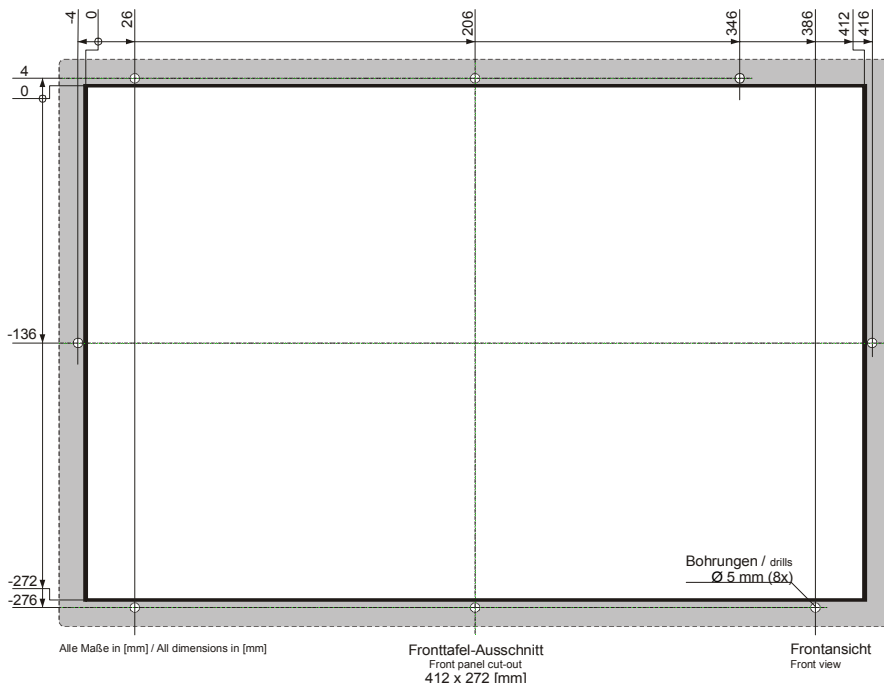 -4
0
26
206
346
386
412
416
4
0
-136
-272
-276
Bohrungen / drills
Ø 5 mm (8x)
Alle Maße in [mm] / All dimensions in [mm]
Fronttafel-Ausschnitt
Front panel cut-out
412 x 272 [mm]
Frontansicht
Front view